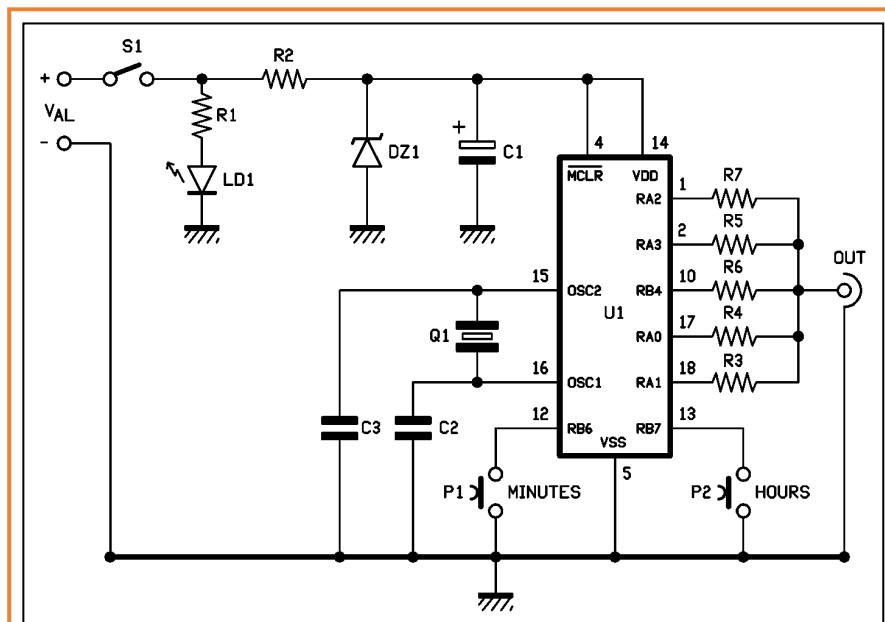 S1
R2
+
VAL
-
R1
LD1
DZ1
+
C1
4
14
MCLR
VDD
1
R7
RA2
2
R5
RA3
OUT
15
10
R6
OSC2
RB4
U1
Q1
17
R4
RA0
16
18
R3
OSC1
RA1
C3
C2
12
13
RB6
RB7
VSS
5
P1
MINUTES
P2
HOURS